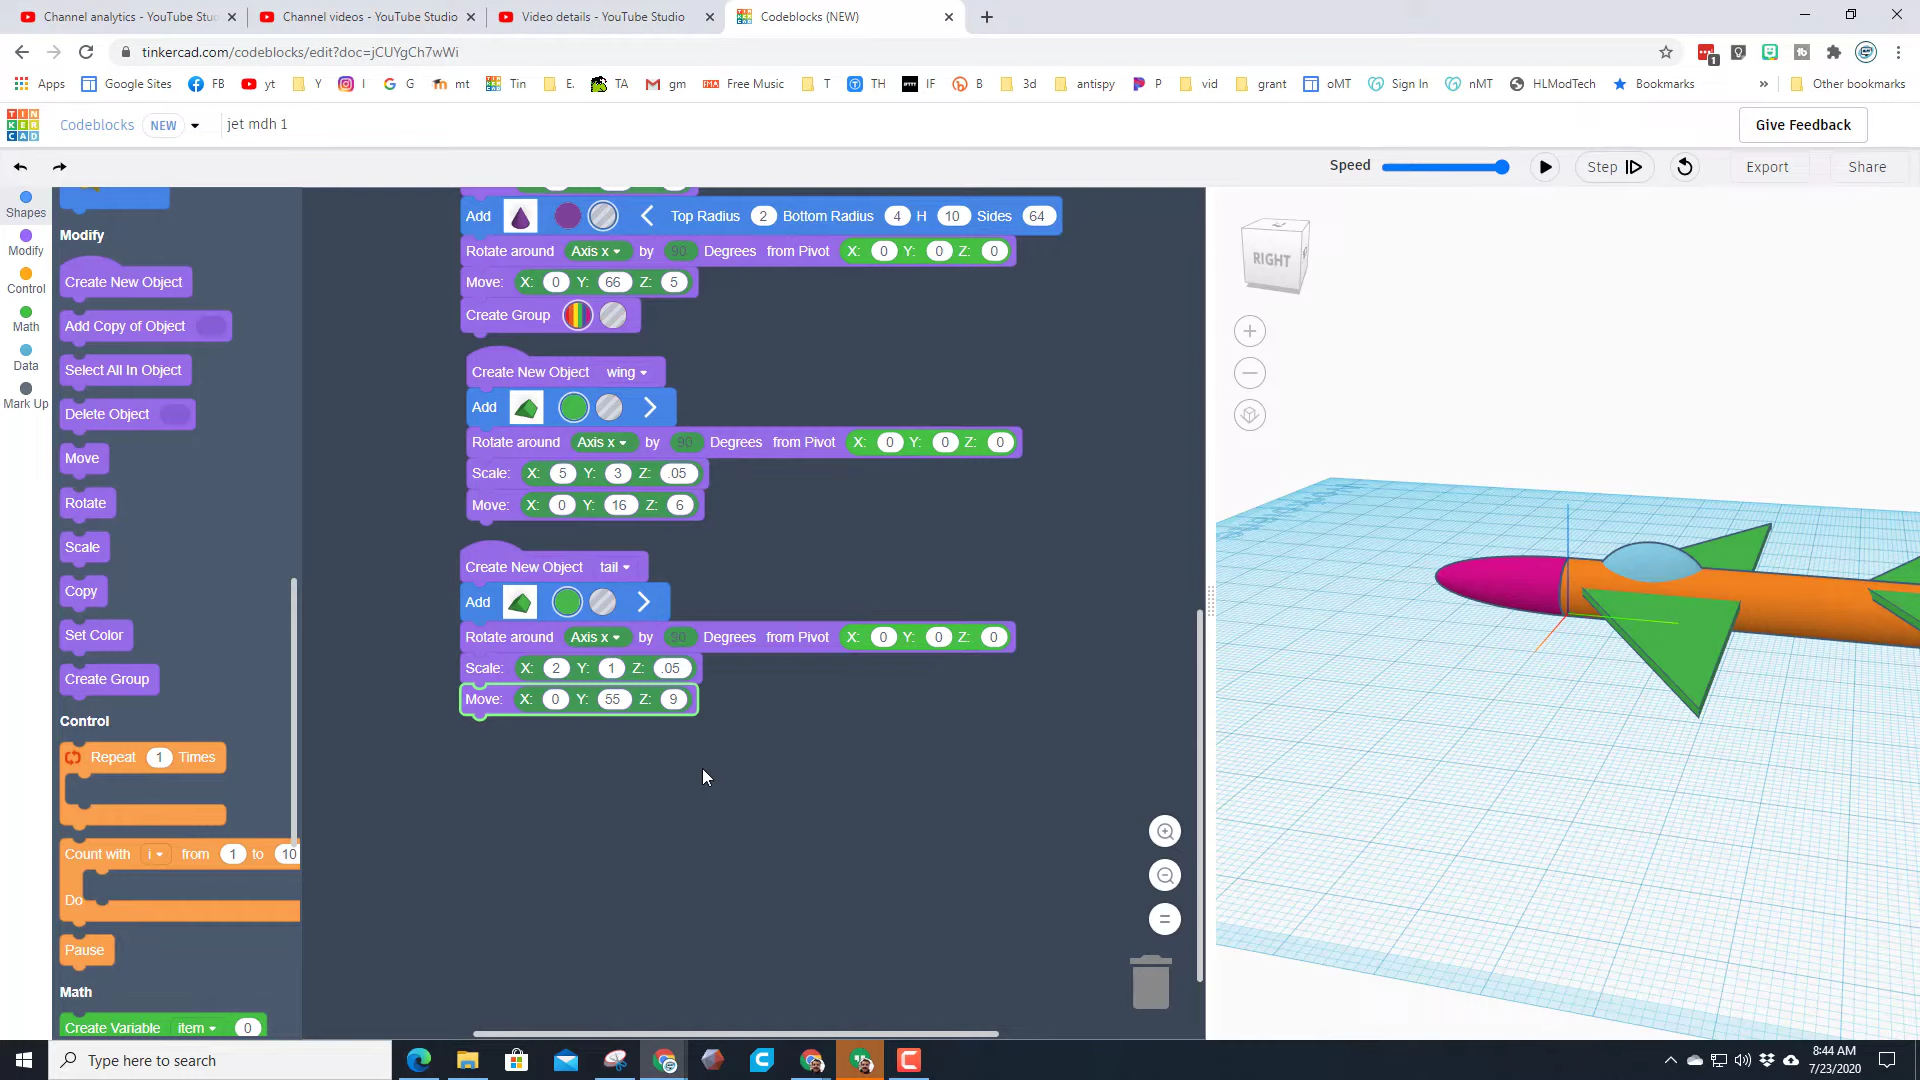 Channel analytics - YouTube Stu
Channel videos - YouTube Studio
Video details - YouTube Studio
Codeblocks (NEW)
tinkercad.com/codeblocks/edit?doc=jCUYgCh7wWi
1
Apps
Google Sites
FB
yt
Y
I
G
mt
Tin
E.
TA
gm
Free Music
T
TH
IF
B
3d
antispy
P
vid
grant
oMT
Sign In
nMT
HLModTech
Bookmarks
»
Other bookmarks
TIN
KER
CAD
Codeblocks
NEW
jet mdh 1
Give Feedback
Speed
Step
Export
Share
Shapes
Modify
Control
Math
Data
Mark Up
Modify
Create New Object
Add Copy of Object
Select All In Object
Delete Object
Move
Rotate
Scale
Copy
Set Color
Create Group
Control
Repeat 1 Times
Count with i from 1 to 10
Do
Pause
Math
Create Variable item 0
Add Top Radius 2 Bottom Radius 4 H 10 Sides 64
Rotate around Axis x by 90 Degrees from Pivot X: 0 Y: 0 Z: 0
Move: X: 0 Y: 66 Z: 5
Create Group
Create New Object wing
Add
Rotate around Axis x by 90 Degrees from Pivot X: 0 Y: 0 Z: 0
Scale: X: 5 Y: 3 Z: .05
Move: X: 0 Y: 16 Z: 6
Create New Object tail
Add
Rotate around Axis x by 90 Degrees from Pivot X: 0 Y: 0 Z: 0
Scale: X: 2 Y: 1 Z: .05
Move: X: 0 Y: 55 Z: 9
RIGHT
Type here to search
8:44 AM
7/23/2020